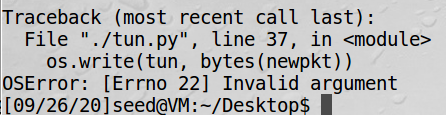 Traceback (most recent call last):
  File "./tun.py", line 37, in <module>
    os.write(tun, bytes(newpkt))
OSError: [Errno 22] Invalid argument
[09/26/20]seed@VM:~/Desktop$